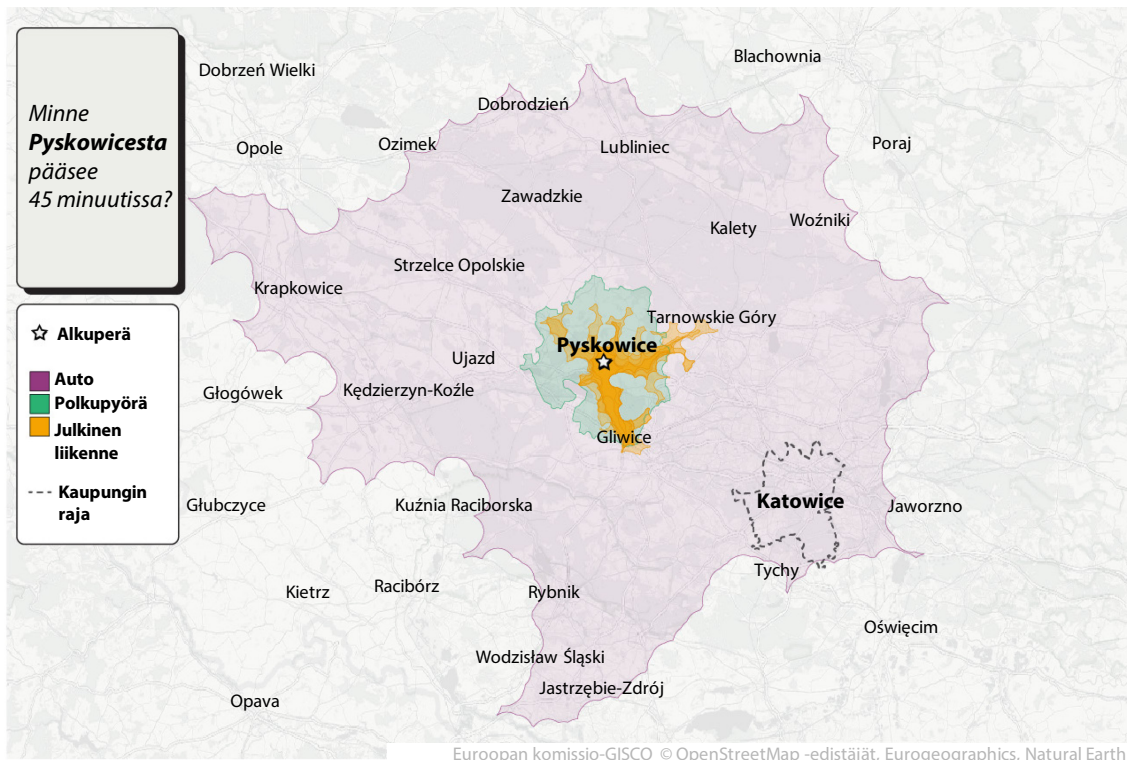 Minne
Pyskowicesta
pääsee
45 minuutissa?
Alkuperä
Auto
Polkupyörä
Julkinen
liikenne
Kaupungin
raja
Blachownia
Dobrzeń Wielki
Dobrodzień
Opole
Ozimek
Lubliniec
Poraj
Zawadzkie
Kalety
Woźniki
Strzelce Opolskie
Krapkowice
Tarnowskie Góry
Pyskowice
Ujazd
Głogówek
Kędzierzyn-Koźle
Gliwice
Głubczyce
Kuźnia Raciborska
Katowice
Jaworzno
Tychy
Kietrz
Racibórz
Rybnik
Oświęcim
Wodzisław Śląski
Jastrzębie-Zdrój
Opava
Euroopan komissio-GISCO © OpenStreetMap -edistäjät, Eurogeographics, Natural Earth